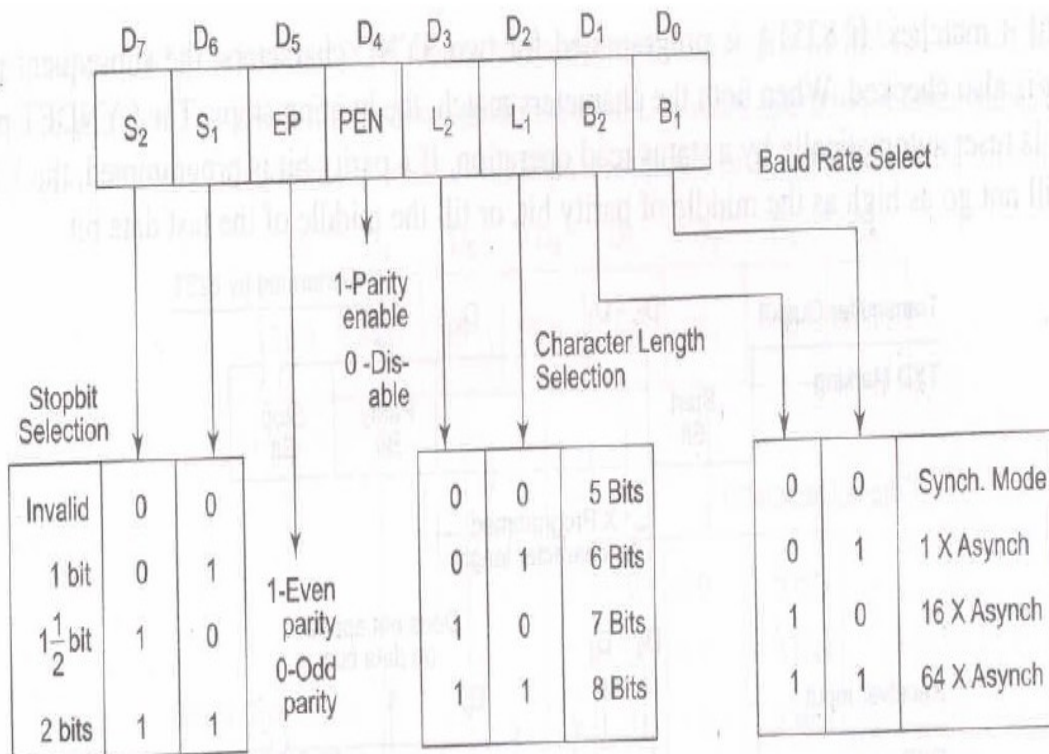 D7 D6 D5 D4 D3 D2 D1 D0
S2 S1 EP PEN L2 L1 B2 B1
Baud Rate Select
1-Parity
enable
0 -Dis-
able
Character Length
Selection
Stopbit
Selection
Invalid 0 0
1 bit 0 1
1 1/2 bit 1 0
2 bits 1 1
1-Even
parity
0-Odd
parity
0 0 5 Bits
0 1 6 Bits
1 0 7 Bits
1 1 8 Bits
0 0 Synch. Mode
0 1 1 X Asynch
1 0 16 X Asynch
1 1 64 X Asynch